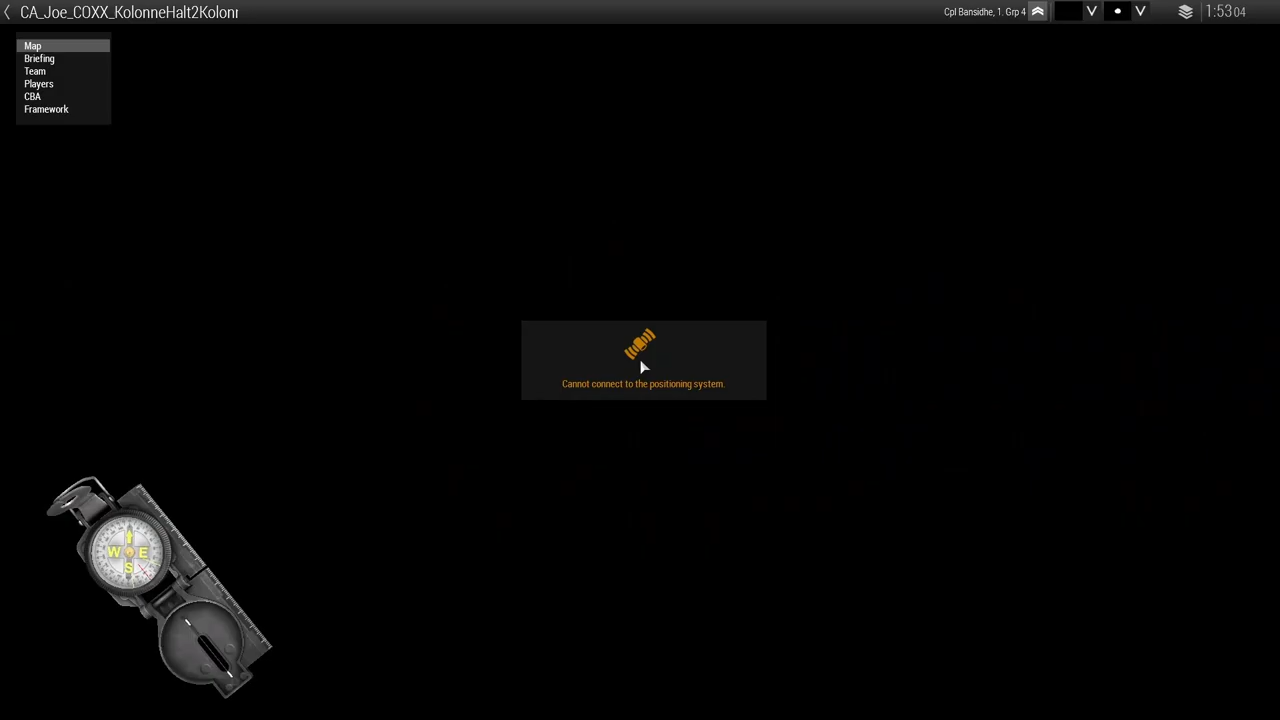 CA_Joe_COXX_KolonneHalt2Kolonn
Cpl Bansidhe, 1. Grp 4
1:53 04
Map
Briefing
Team
Players
CBA
Framework
Cannot connect to the positioning system.
W E
S